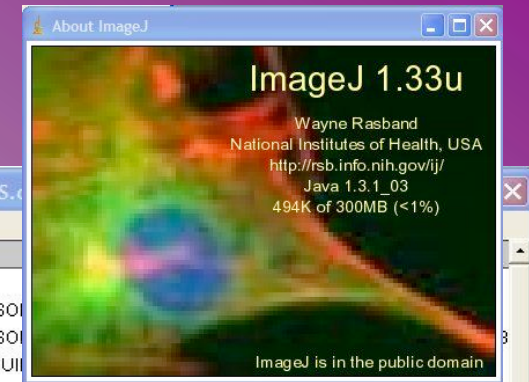 About ImageJ
ImageJ 1.33u
Wayne Rasband
National Institutes of Health, USA
http://rsb.info.nih.gov/ij/
Java 1.3.1_03
494K of 300MB (<1%)
ImageJ is in the public domain